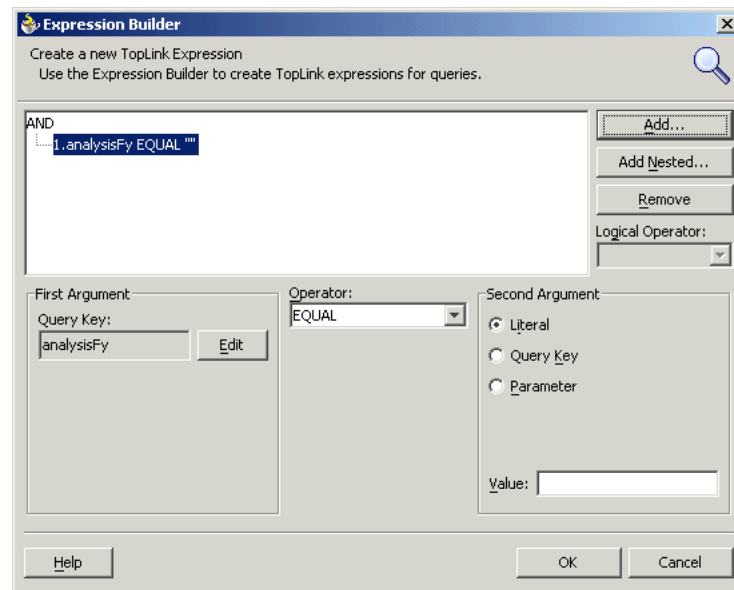 Expression Builder
Create a new TopLink Expression
Use the Expression Builder to create TopLink expressions for queries.
AND
1.analysisFy EQUAL ""
Add...
Add Nested...
Remove
Logical Operator:
First Argument
Query Key:
analysisFy
Edit
Operator:
EQUAL
Second Argument
Literal
Query Key
Parameter
Value:
Help
OK
Cancel